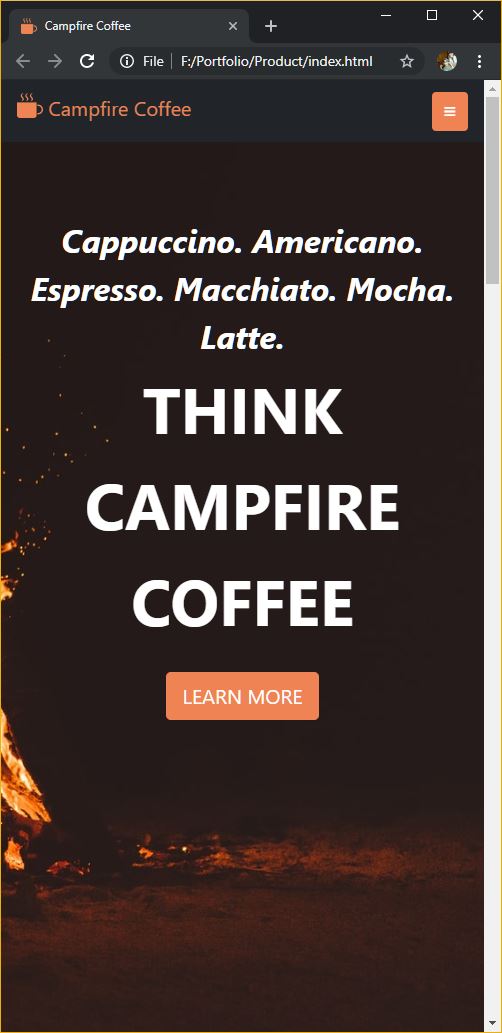 Campfire Coffee
File | F:/Portfolio/Product/index.html
Campfire Coffee
Cappuccino. Americano.
Espresso. Macchiato. Mocha.
Latte.
THINK
CAMPFIRE
COFFEE
LEARN MORE